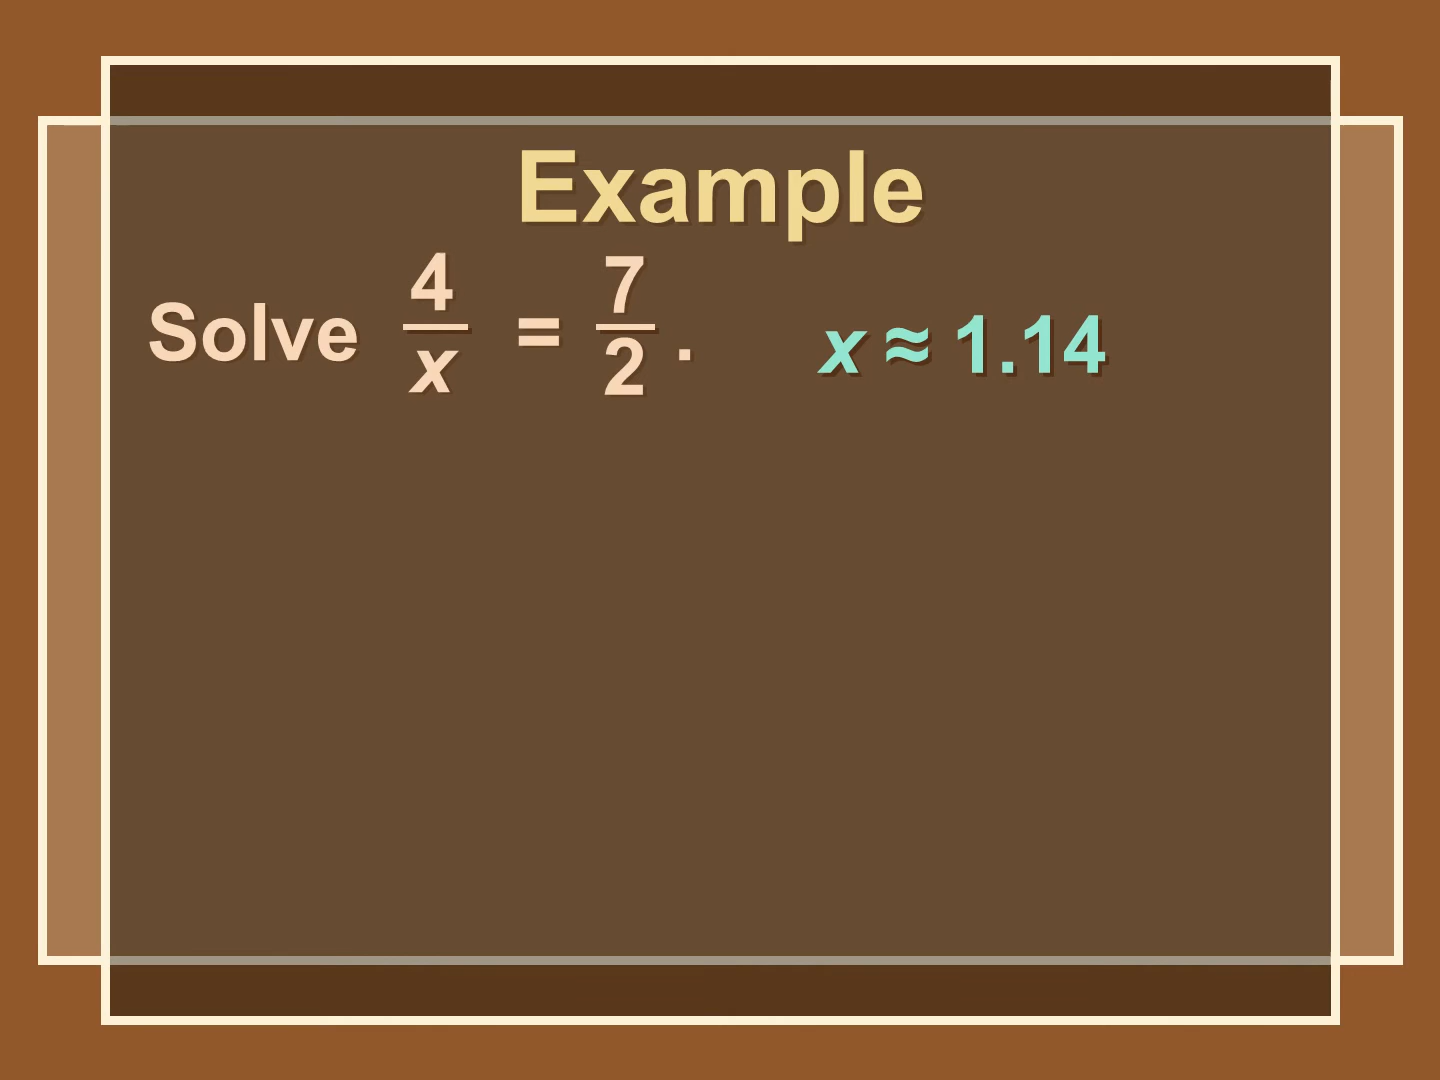 Example
Solve 4/x = 7/2 . x ≈ 1.14